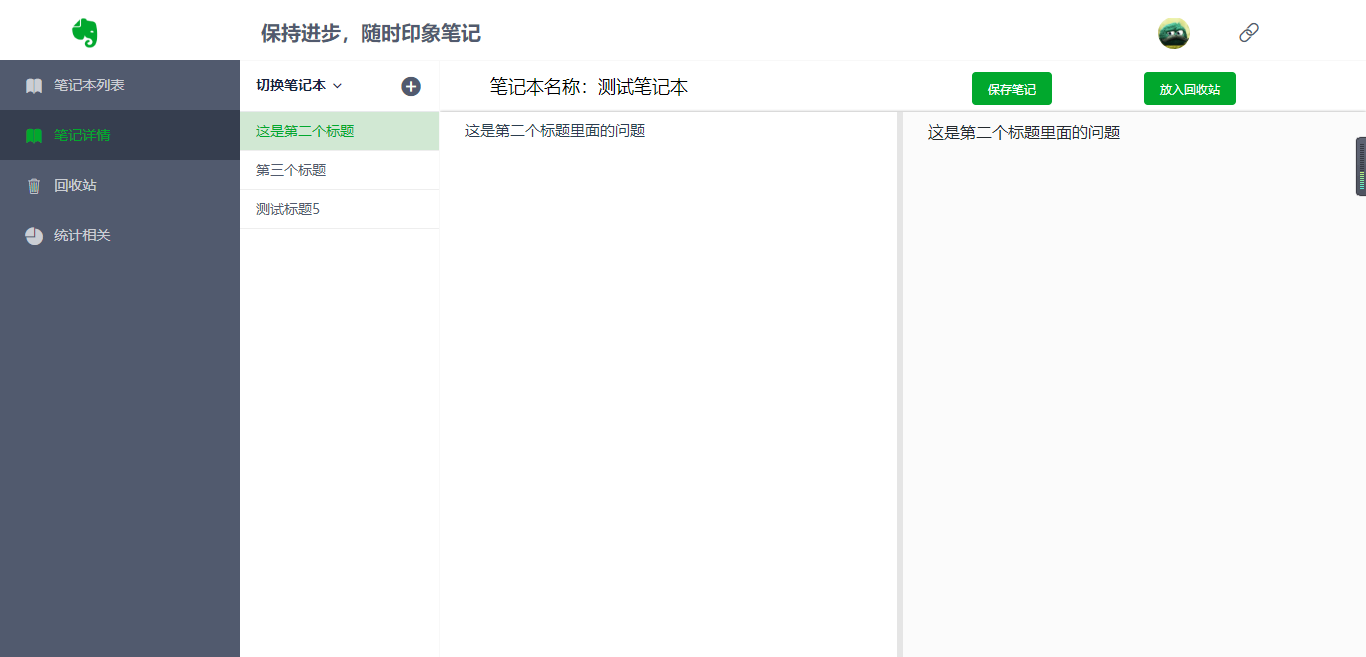 保持进步，随时印象笔记
笔记本列表
笔记详情
回收站
统计相关
切换笔记本
这是第二个标题
第三个标题
测试标题5
笔记本名称：测试笔记本
保存笔记
放入回收站
这是第二个标题里面的问题
这是第二个标题里面的问题